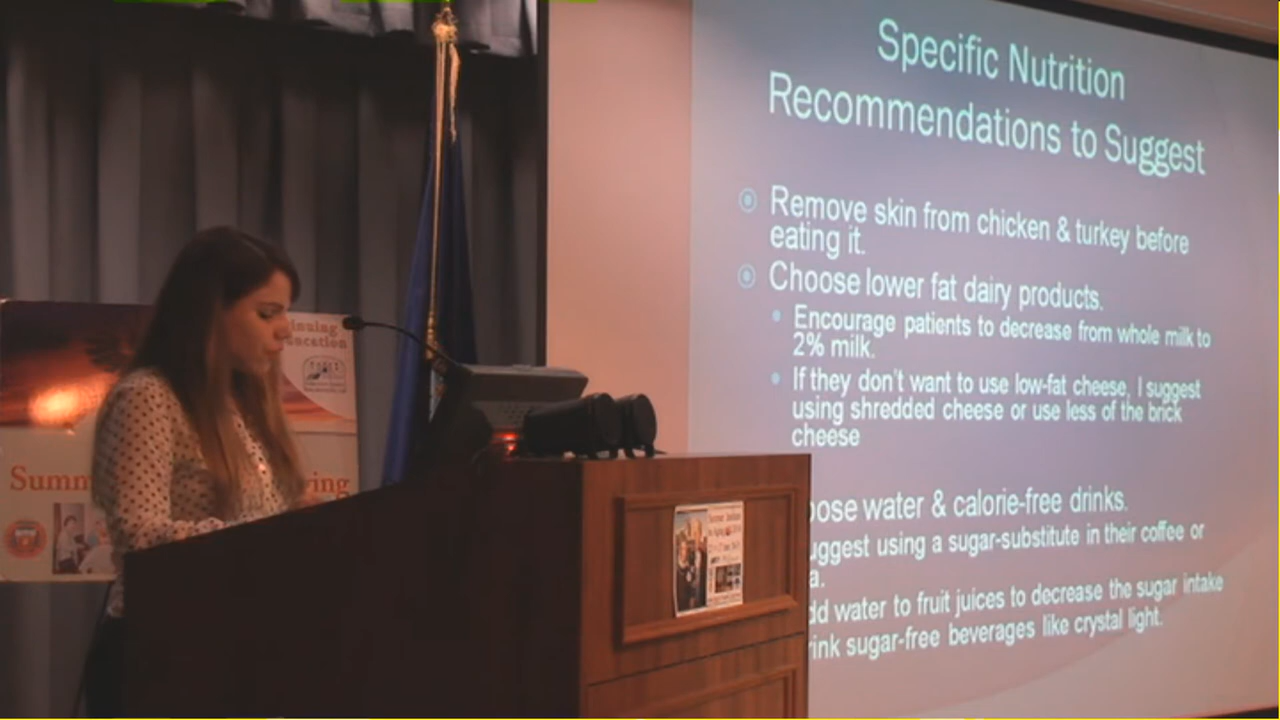 Specific Nutrition
Recommendations to Suggest
Remove skin from chicken & turkey before
eating it.
Choose lower fat dairy products.
Encourage patients to decrease from whole milk to
2% milk.
If they don't want to use low-fat cheese, I suggest
using shredded cheese or use less of the brick
cheese
oose water & calorie-free drinks.
uggest using a sugar-substitute in their coffee or
a.
dd water to fruit juices to decrease the sugar intake
rink sugar-free beverages like crystal light.
inuing
ucation
Summ
ing